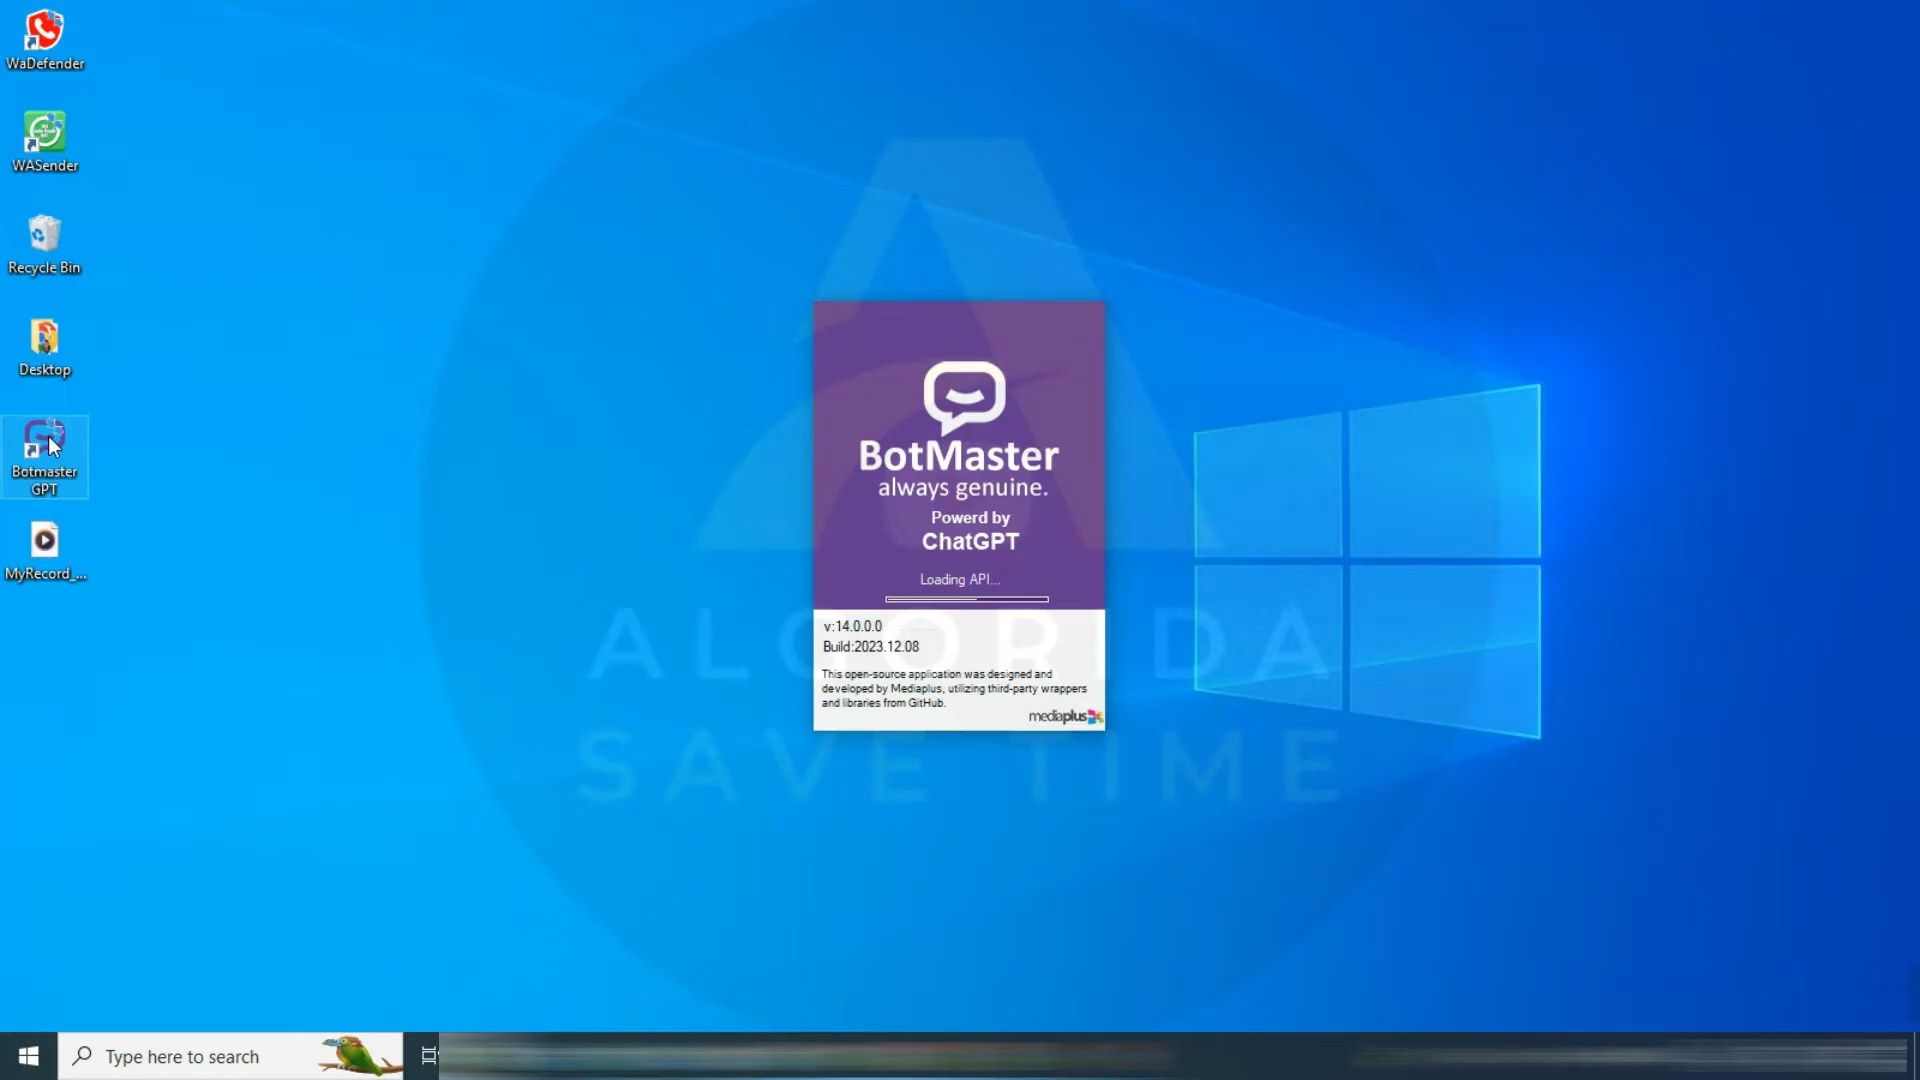 WaDefender
WASender
Recycle Bin
Desktop
Botmaster
GPT
MyRecord_...
BotMaster
always genuine.
Powerd by
ChatGPT
Loading API...
v:14.0.0.0
Build:2023.12.08
This open-source application was designed and
developed by Mediaplus, utilizing third-party wrappers
and libraries from GitHub.
mediaplus
ALGORIDA
SAVE TIME
Type here to search